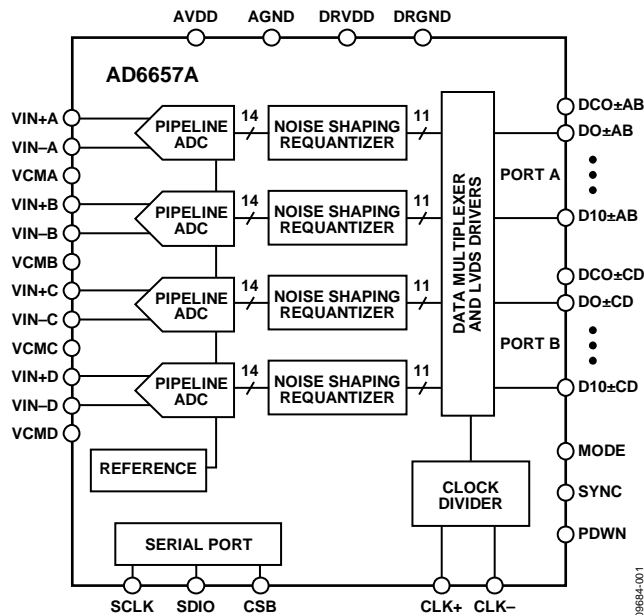 AVDD AGND DRVDD DRGND
AD6657A
VIN+A
VIN–A
VCMA
VIN+B
VIN–B
VCMB
VIN+C
VIN–C
VCMC
VIN+D
VIN–D
VCMD
PIPELINE
ADC
14
NOISE SHAPING
REQUANTIZER
11
PIPELINE
ADC
14
NOISE SHAPING
REQUANTIZER
11
PIPELINE
ADC
14
NOISE SHAPING
REQUANTIZER
11
PIPELINE
ADC
14
NOISE SHAPING
REQUANTIZER
11
REFERENCE
DATA MULTIPLEXER
AND LVDS DRIVERS
PORT A
PORT B
DCO±AB
DO±AB
D10±AB
DCO±CD
DO±CD
D10±CD
MODE
SYNC
PDWN
CLOCK
DIVIDER
SERIAL PORT
SCLK SDIO CSB CLK+ CLK–
09684-001